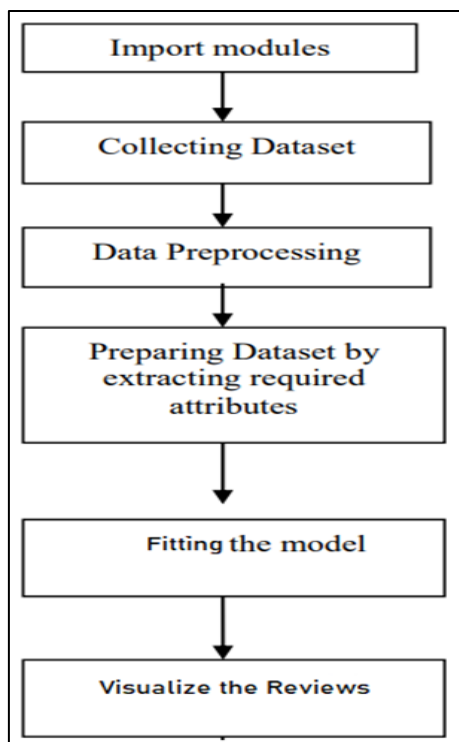 Import modules
Collecting Dataset
Data Preprocessing
Preparing Dataset by
extracting required
attributes
Fitting the model
Visualize the Reviews